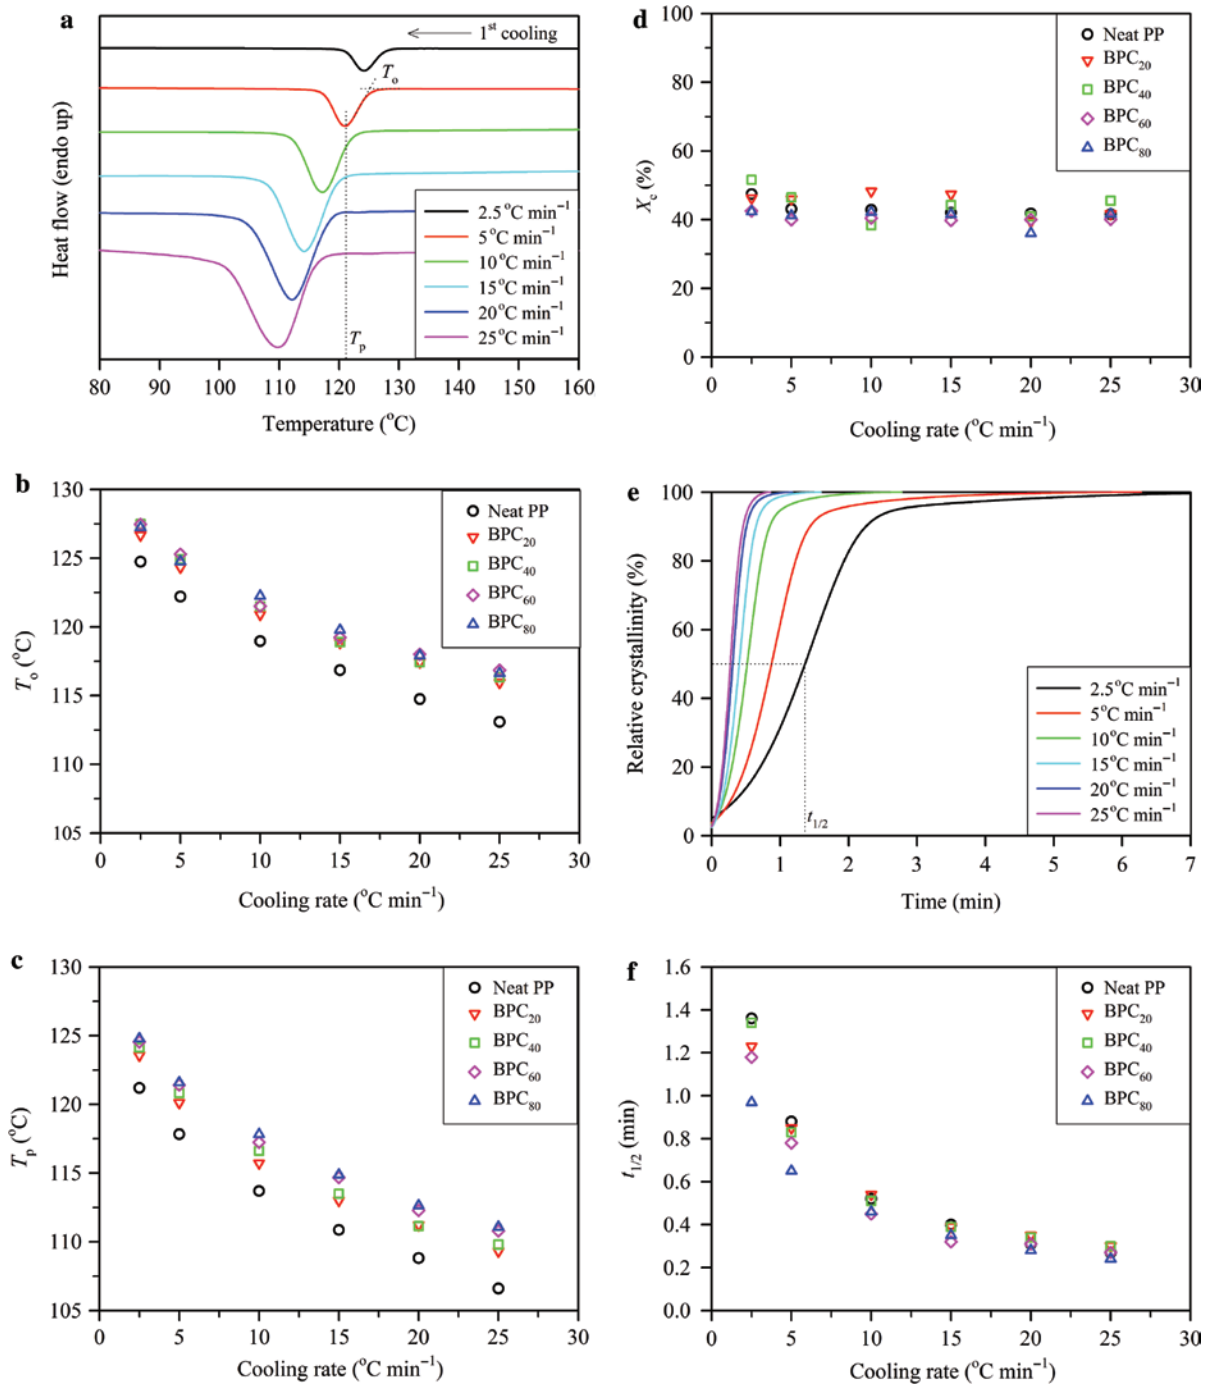 a
1st cooling
To
Tp
2.5°C min−1
5°C min−1
10°C min−1
15°C min−1
20°C min−1
25°C min−1
Heat flow (endo up)
80 90 100 110 120 130 140 150 160
Temperature (°C)
b
130
125
120
115
110
105
To (°C)
Neat PP
BPC20
BPC40
BPC60
BPC80
0 5 10 15 20 25 30
Cooling rate (°C min−1)
c
130
125
120
115
110
105
Tp (°C)
Neat PP
BPC20
BPC40
BPC60
BPC80
0 5 10 15 20 25 30
Cooling rate (°C min−1)
d
100
80
60
40
20
0
Xc (%)
Neat PP
BPC20
BPC40
BPC60
BPC80
0 5 10 15 20 25 30
Cooling rate (°C min−1)
e
100
80
60
40
20
0
Relative crystallinity (%)
t1/2
2.5°C min−1
5°C min−1
10°C min−1
15°C min−1
20°C min−1
25°C min−1
0 1 2 3 4 5 6 7
Time (min)
f
1.6
1.4
1.2
1.0
0.8
0.6
0.4
0.2
0.0
t1/2 (min)
Neat PP
BPC20
BPC40
BPC60
BPC80
0 5 10 15 20 25 30
Cooling rate (°C min−1)